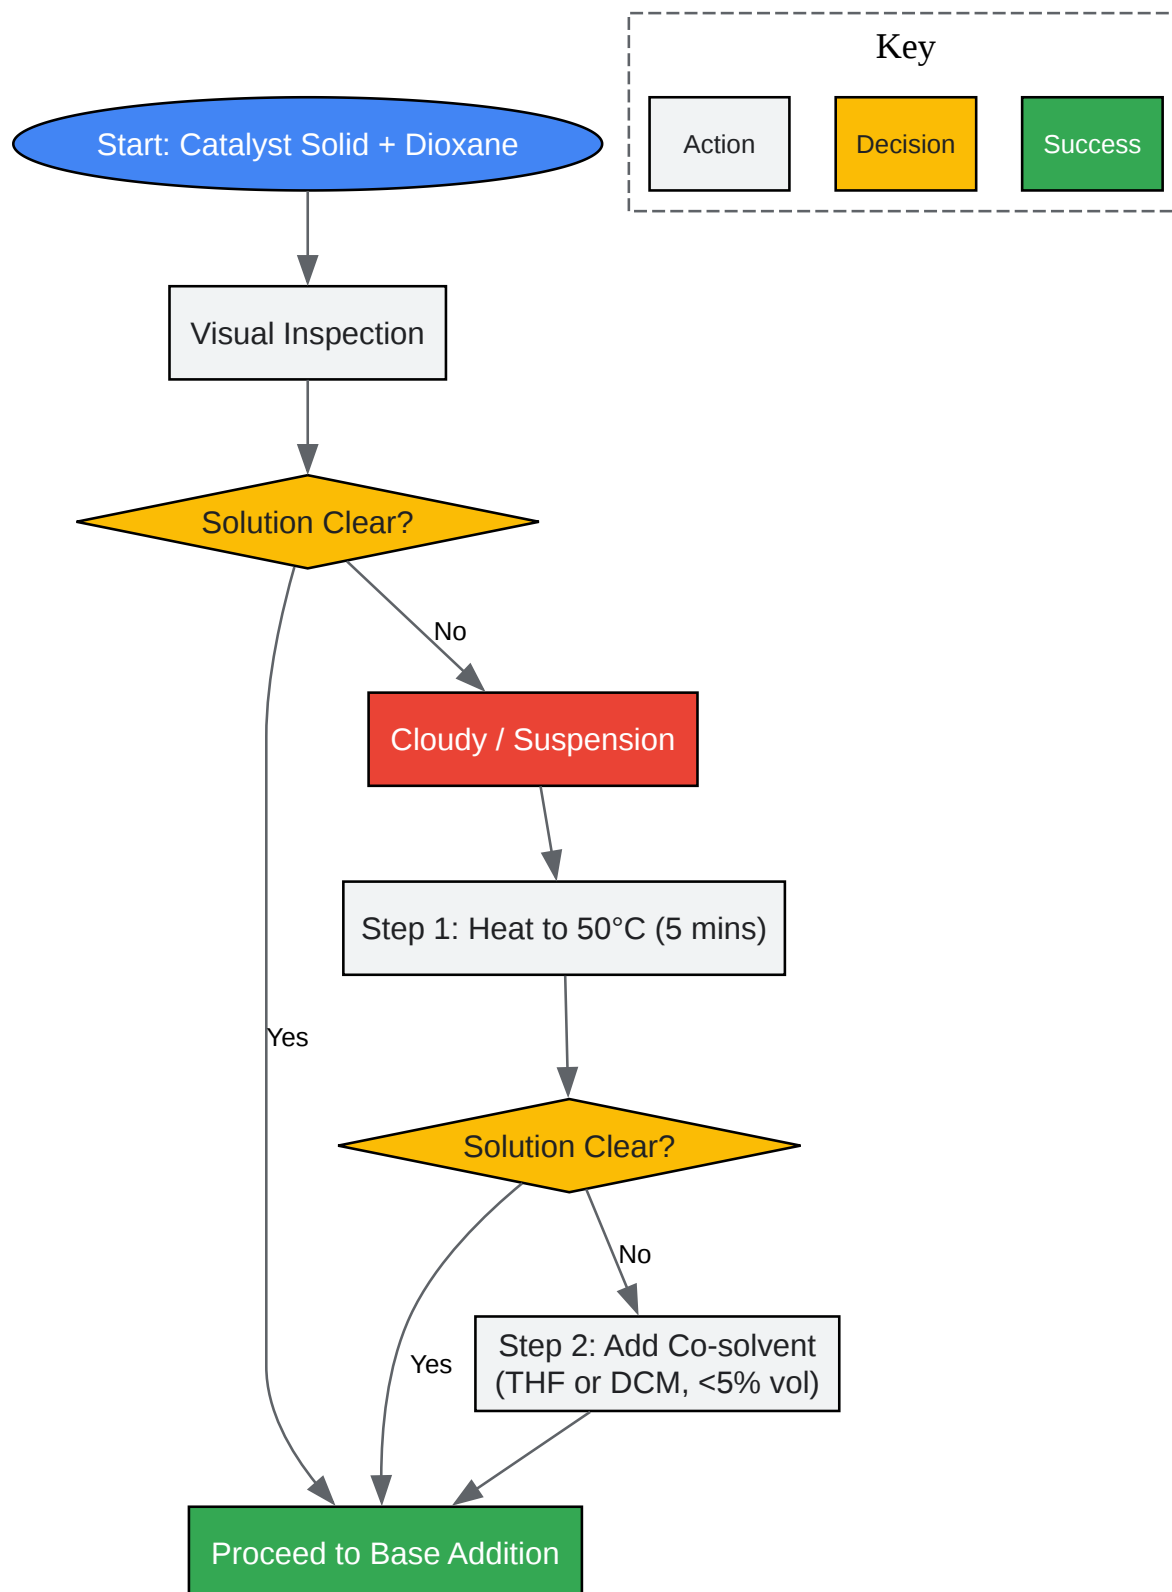 Key
Action
Decision
Success
Start: Catalyst Solid + Dioxane
Visual Inspection
Solution Clear?
No
Cloudy / Suspension
Step 1: Heat to 50°C (5 mins)
Yes
Solution Clear?
No
Step 2: Add Co-solvent
(THF or DCM, <5% vol)
Yes
Proceed to Base Addition